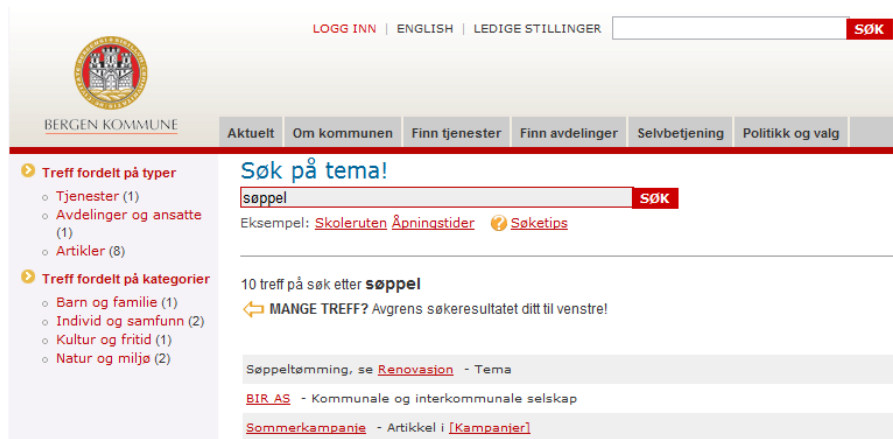 LOGG INN | ENGLISH | LEDIGE STILLINGER SØK
BERGEN KOMMUNE
Aktuelt Om kommunen Finn tjenester Finn avdelinger Selvbetjening Politikk og valg
Treff fordelt på typer
Tjenester (1)
Avdelinger og ansatte
(1)
Artikler (8)
Treff fordelt på kategorier
Barn og familie (1)
Individ og samfunn (2)
Kultur og fritid (1)
Natur og miljø (2)
Søk på tema!
søppel SØK
Eksempel: Skoleruten Åpningstider Søketips
10 treff på søk etter søppel
MANGE TREFF? Avgrens søkeresultatet ditt til venstre!
Søppeltømming, se Renovasjon - Tema
BIR AS - Kommunale og interkommunale selskap
Sommerkampanje - Artikkel i [Kampanjer]